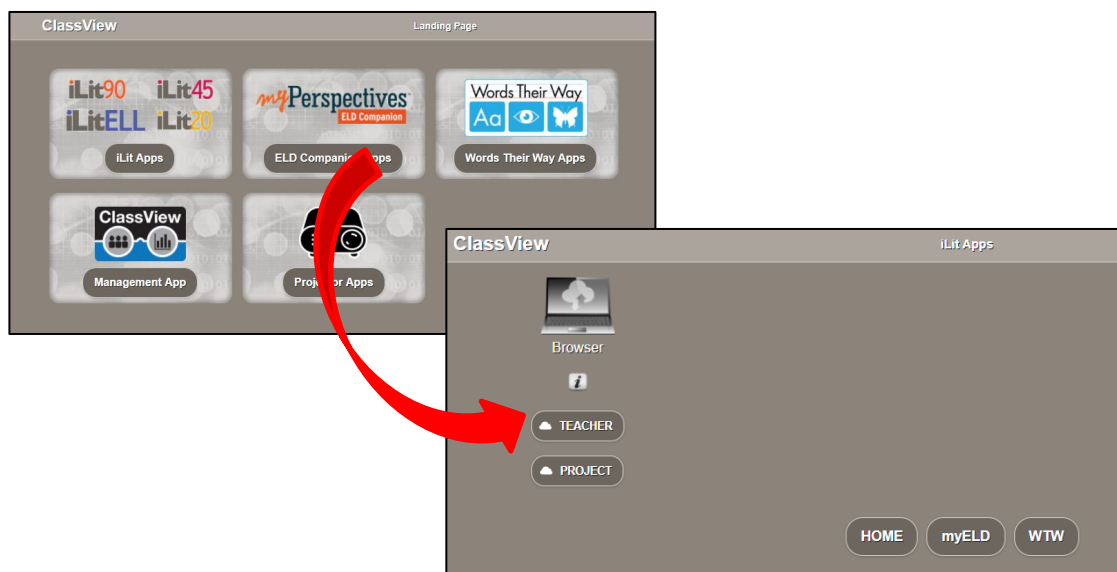 ClassView
Landing Page
iLit90 iLit45
iLitELL iLit20
iLit Apps
myPerspectives
ELD Companion
ELD Companion Apps
Words Their Way
Aa
Words Their Way Apps
ClassView
Management App
Projector Apps
ClassView
iLit Apps
Browser
i
TEACHER
PROJECT
HOME myELD WTW